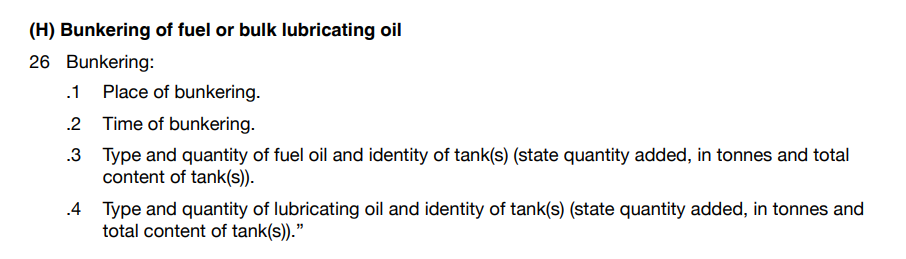 (H) Bunkering of fuel or bulk lubricating oil
26 Bunkering:
.1 Place of bunkering.
.2 Time of bunkering.
.3 Type and quantity of fuel oil and identity of tank(s) (state quantity added, in tonnes and total
content of tank(s)).
.4 Type and quantity of lubricating oil and identity of tank(s) (state quantity added, in tonnes and
total content of tank(s)).”